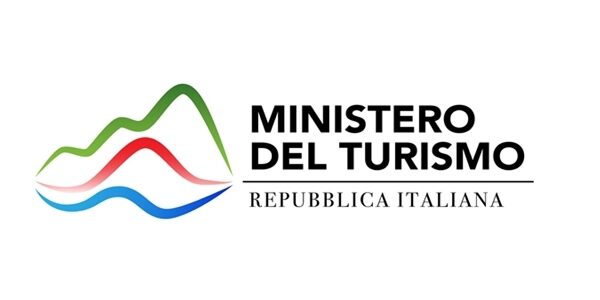 MINISTERO
DEL TURISMO
REPUBBLICA ITALIANA